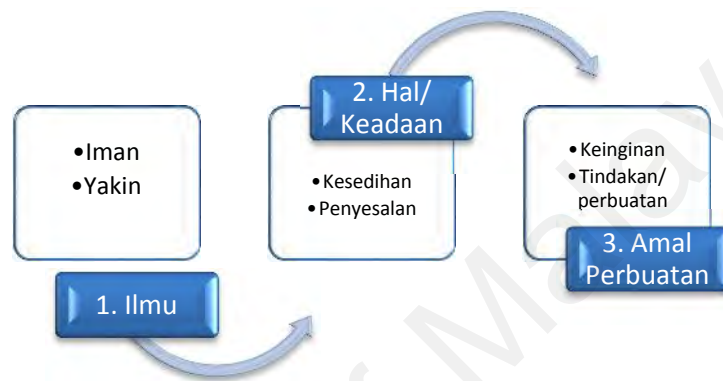 •Iman
•Yakin
1. Ilmu
2. Hal/
Keadaan
•Kesedihan
•Penyesalan
•Keinginan
•Tindakan/
perbuatan
3. Amal
Perbuatan